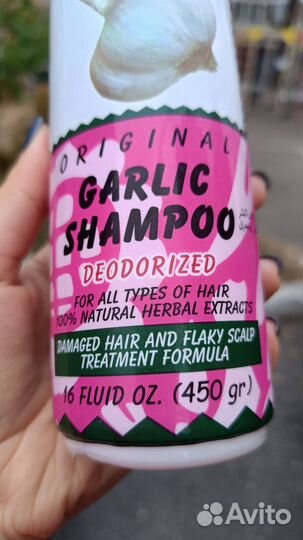 ORIGINAL
GARLIC
SHAMPOO
DEODORIZED
FOR ALL TYPES OF HAIR
100% NATURAL HERBAL EXTRACTS
DAMAGED HAIR AND FLAKY SCALP
TREATMENT FORMULA
16 FLUID OZ. (450 gr)
Avito